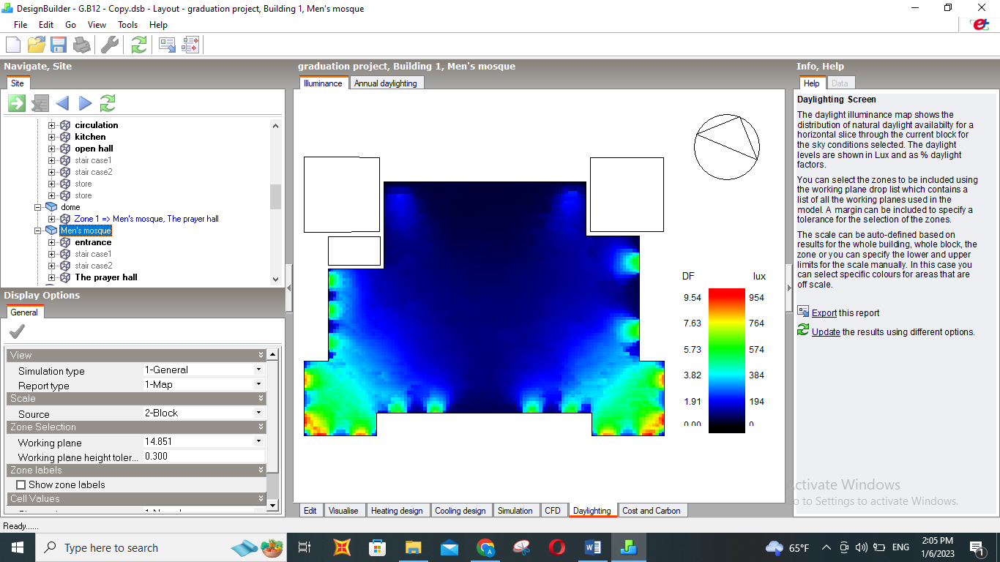 DesignBuilder - G.B12 - Copy.dsb - Layout - graduation project, Building 1, Men's mosque
File Edit Go View Tools Help
Navigate, Site
Site
circulation
kitchen
open hall
stair case1
stair case2
store
store
dome
Zone 1 => Men's mosque, The prayer hall
Men's mosque
entrance
stair case1
stair case2
The prayer hall
Display Options
General
View
Simulation type 1-General
Report type 1-Map
Scale
Source 2-Block
Zone Selection
Working plane 14.851
Working plane height toler... 0.300
Zone labels
Show zone labels
Cell Values
graduation project, Building 1, Men's mosque
Illuminance Annual daylighting
DF lux
9.54 954
7.63 764
5.73 574
3.82 384
1.91 194
0.00 0
Edit Visualise Heating design Cooling design Simulation CFD Daylighting Cost and Carbon
Info, Help
Help Data
Daylighting Screen
The daylight illuminance map shows the
distribution of natural daylight availabilty for a
horizontal slice through the current block for
the sky conditions selected. The daylight
levels are shown in Lux and as % daylight
factors.
You can select the zones to be included using
the working plane drop list which contains a
list of all the working planes used in the
model. A margin can be included to specify a
tolerance for the selection of the zones.
The scale can be auto-defined based on
results for the whole building, whole block, the
zone or you can specify the lower and upper
limits for the scale manually. In this case you
can select specific colours for areas that are
off scale.
Export this report
Update the results using different options.
Activate Windows
Go to Settings to activate Windows.
Ready......
Type here to search
65°F
ENG
2:05 PM
1/6/2023
1